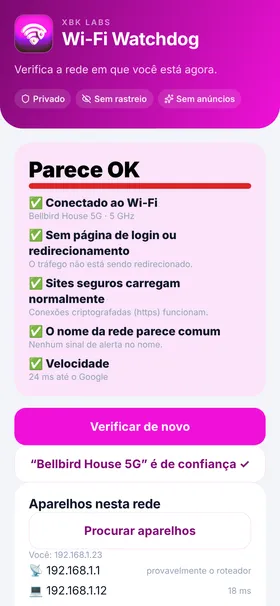 XBK LABS
Wi-Fi Watchdog
Verifica a rede em que você está agora.
Privado
Sem rastreio
Sem anúncios
Parece OK
✅ Conectado ao Wi-Fi
Bellbird House 5G · 5 GHz
✅ Sem página de login ou
redirecionamento
O tráfego não está sendo redirecionado.
✅ Sites seguros carregam
normalmente
Conexões criptografadas (https) funcionam.
✅ O nome da rede parece comum
Nenhum sinal de alerta no nome.
✅ Velocidade
24 ms até o Google
Verificar de novo
“Bellbird House 5G” é de confiança ✓
Aparelhos nesta rede
Procurar aparelhos
Você: 192.168.1.23
192.168.1.1 provavelmente o roteador
192.168.1.12 18 ms